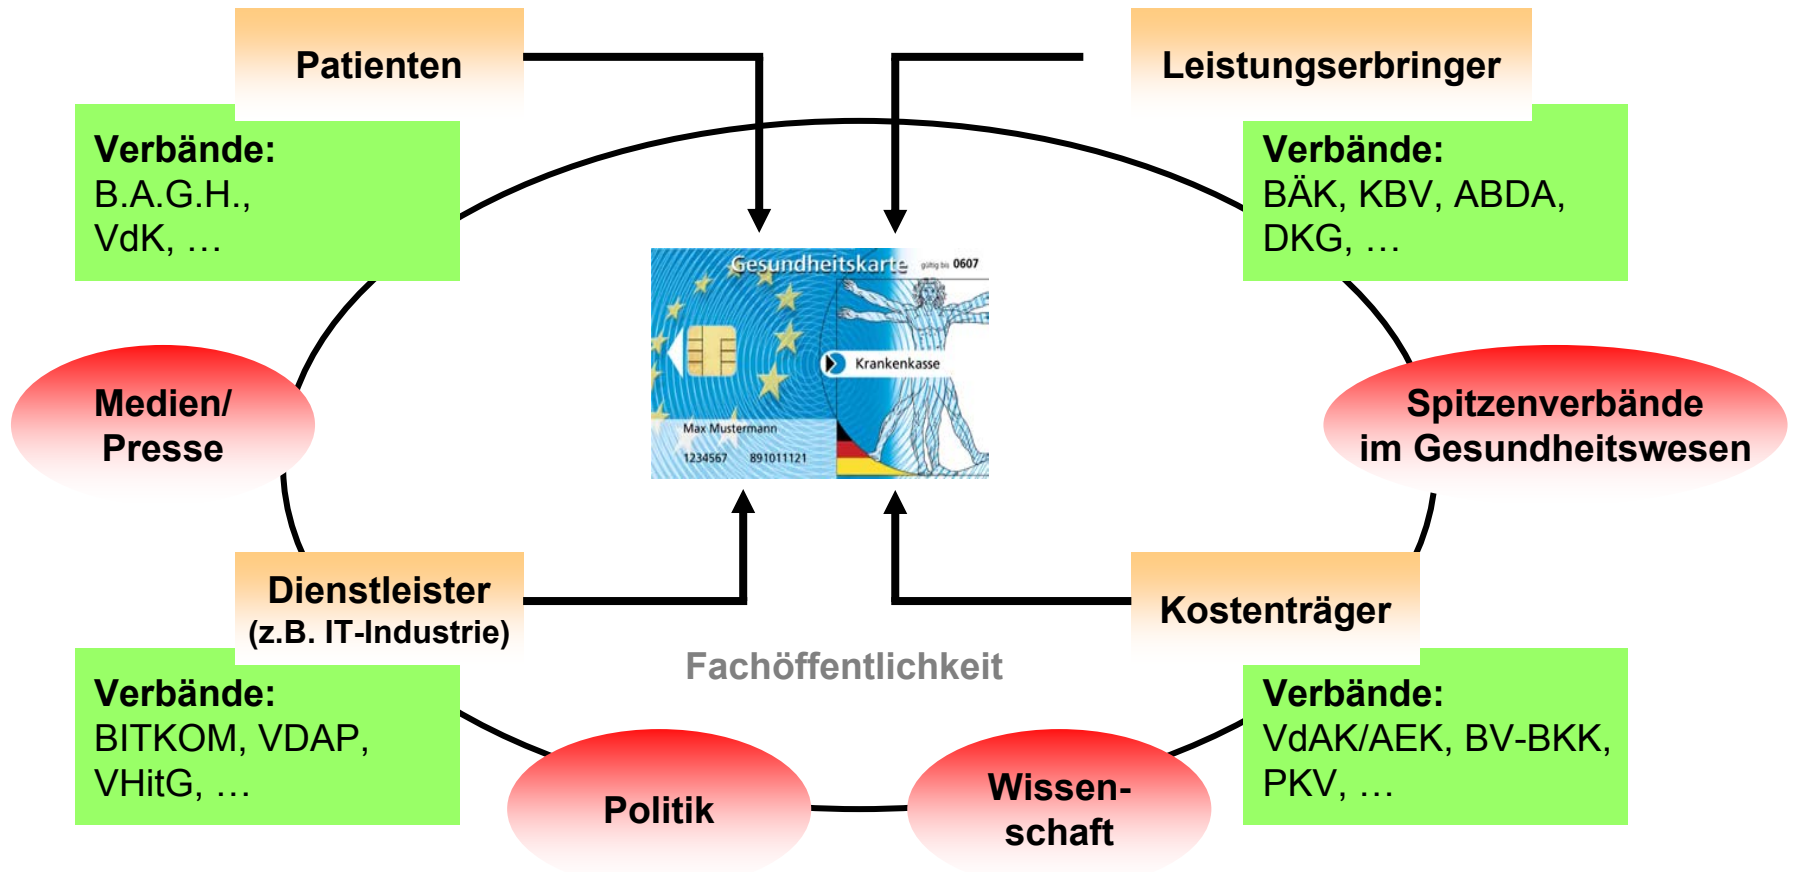 Patienten
Leistungserbringer
Verbände:
B.A.G.H.,
VdK, …
Verbände:
BÄK, KBV, ABDA,
DKG, …
Gesundheitskarte
gültig bis 0607
Krankenkasse
Max Mustermann
1234567 891011121
Medien/
Presse
Spitzenverbände
im Gesundheitswesen
Dienstleister
(z.B. IT-Industrie)
Kostenträger
Fachöffentlichkeit
Verbände:
BITKOM, VDAP,
VHitG, …
Verbände:
VdAK/AEK, BV-BKK,
PKV, …
Politik
Wissen-
schaft